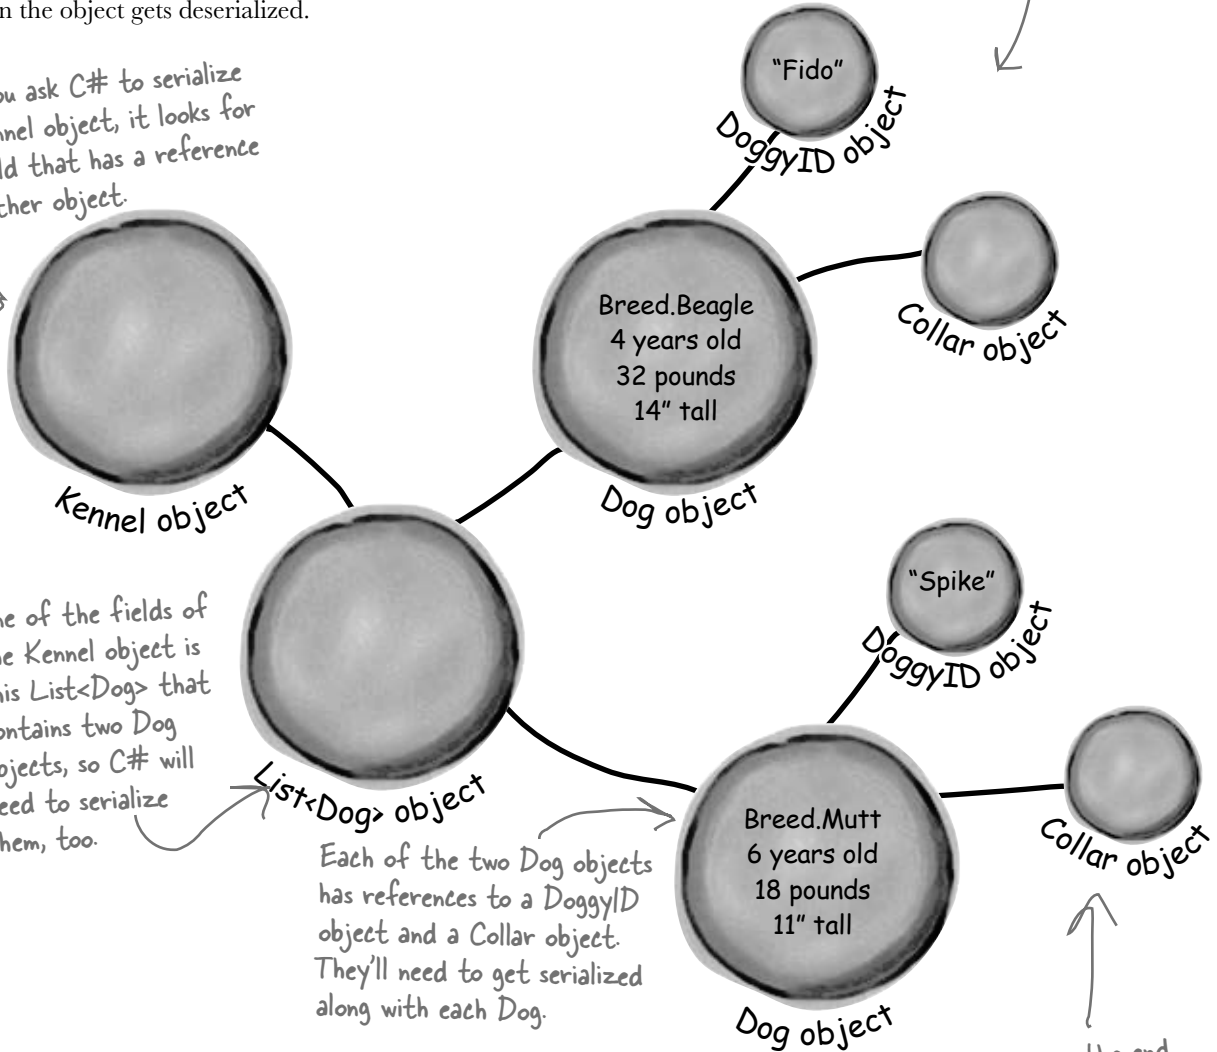 n the object gets deserialized.
ou ask C# to serialize
nnel object, it looks for
ld that has a reference
ther object.
"Fido"
DoggyID object
Collar object
Breed.Beagle
4 years old
32 pounds
14" tall
Dog object
Kennel object
ne of the fields of
he Kennel object is
his List<Dog> that
ontains two Dog
bjects, so C# will
eed to serialize
hem, too.
List<Dog> object
"Spike"
DoggyID object
Collar object
Each of the two Dog objects
has references to a DoggyID
object and a Collar object.
They'll need to get serialized
along with each Dog.
Breed.Mutt
6 years old
18 pounds
11" tall
Dog object